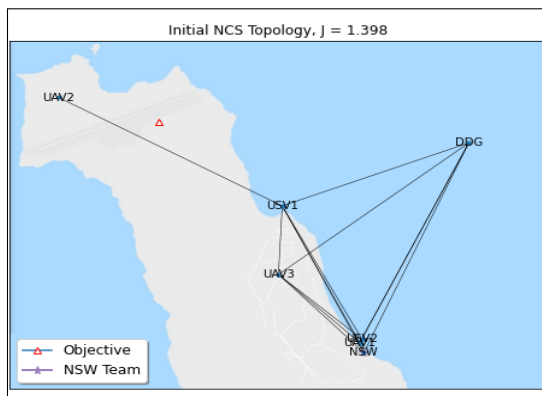 Initial NCS Topology, J = 1.398
UAV2
DDG
USV1
UAV3
USV2
UAV1
NSW
Objective
NSW Team